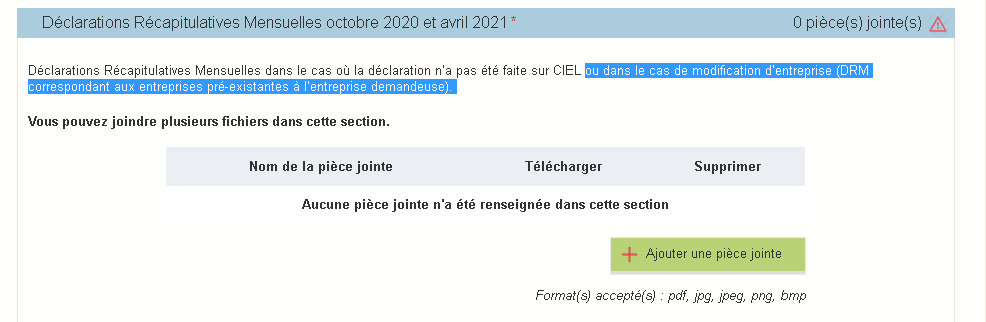 Déclarations Récapitulatives Mensuelles octobre 2020 et avril 2021 * 0 pièce(s) jointe(s)
Déclarations Récapitulatives Mensuelles dans le cas où la déclaration n'a pas été faite sur CIEL ou dans le cas de modification d'entreprise (DRM
correspondant aux entreprises pré-existantes à l'entreprise demandeuse).
Vous pouvez joindre plusieurs fichiers dans cette section.
Nom de la pièce jointe Télécharger Supprimer
Aucune pièce jointe n'a été renseignée dans cette section
Ajouter une pièce jointe
Format(s) accepté(s) : pdf, jpg, jpeg, png, bmp